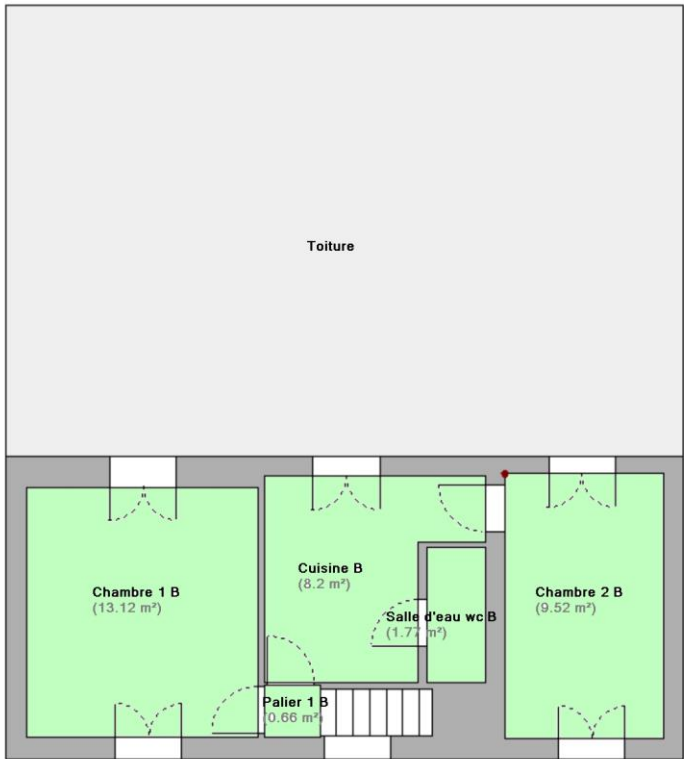 Toiture
Chambre 1 B
(13.12 m²)
Cuisine B
(8.2 m²)
Salle d'eau wc B
(1.77 m²)
Chambre 2 B
(9.52 m²)
Palier 1 B
(0.66 m²)